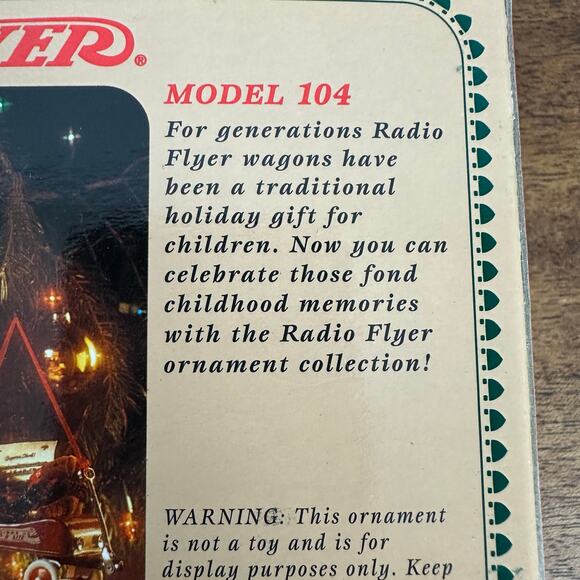 YER®
MODEL 104
For generations Radio
Flyer wagons have
been a traditional
holiday gift for
children. Now you can
celebrate those fond
childhood memories
with the Radio Flyer
ornament collection!
WARNING: This ornament
is not a toy and is for
display purposes only. Keep